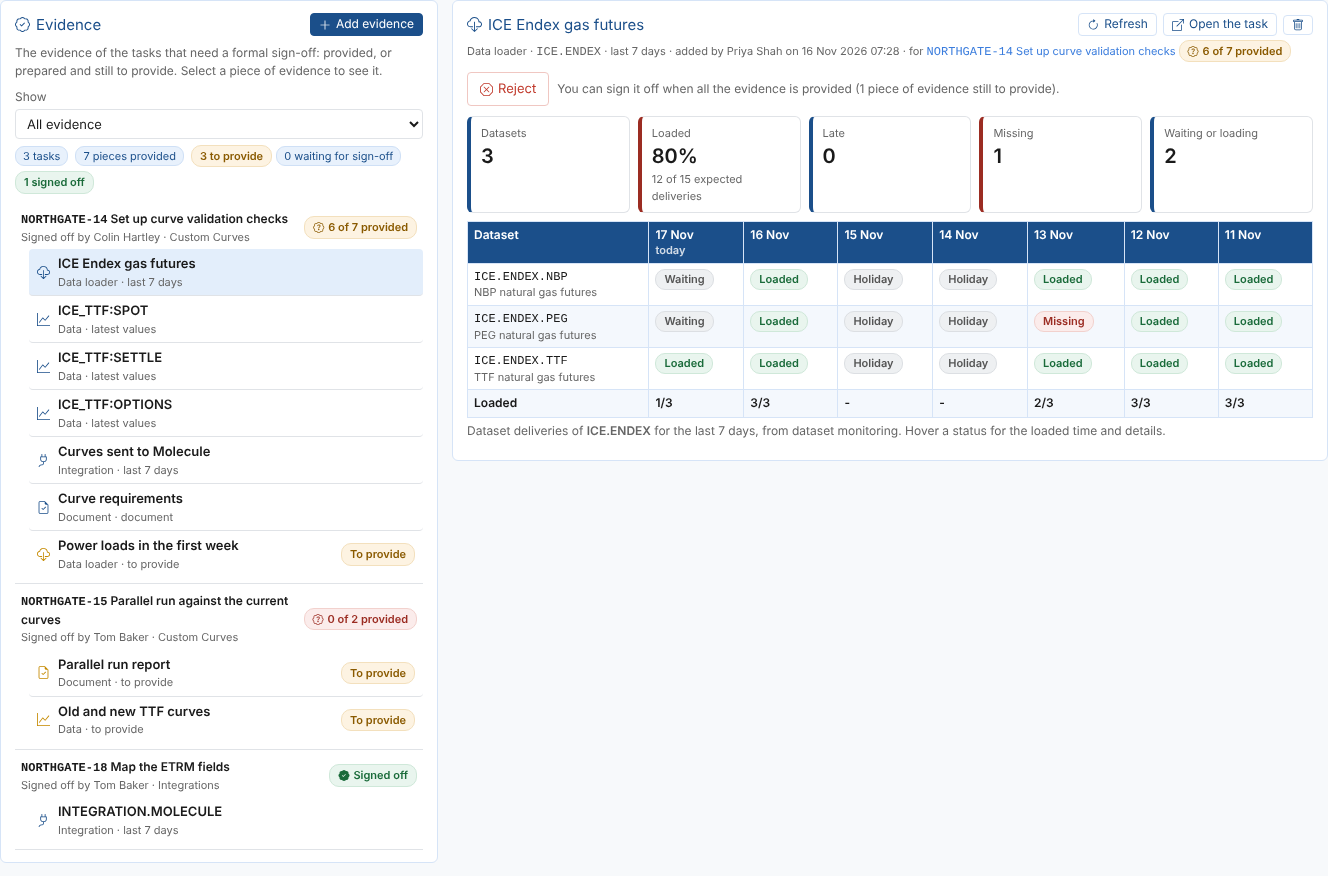 Evidence
Add evidence
The evidence of the tasks that need a formal sign-off: provided, or
prepared and still to provide. Select a piece of evidence to see it.
Show
All evidence
3 tasks
7 pieces provided
3 to provide
0 waiting for sign-off
1 signed off
NORTHGATE-14 Set up curve validation checks
6 of 7 provided
Signed off by Colin Hartley · Custom Curves
ICE Endex gas futures
Data loader · last 7 days
ICE_TTF:SPOT
Data · latest values
ICE_TTF:SETTLE
Data · latest values
ICE_TTF:OPTIONS
Data · latest values
Curves sent to Molecule
Integration · last 7 days
Curve requirements
Document · document
Power loads in the first week
Data loader · to provide
To provide
NORTHGATE-15 Parallel run against the current
curves
0 of 2 provided
Signed off by Tom Baker · Custom Curves
Parallel run report
Document · to provide
To provide
Old and new TTF curves
Data · to provide
To provide
NORTHGATE-18 Map the ETRM fields
Signed off
Signed off by Tom Baker · Integrations
INTEGRATION.MOLECULE
Integration · last 7 days
ICE Endex gas futures
Refresh
Open the task
Data loader · ICE.ENDEX · last 7 days · added by Priya Shah on 16 Nov 2026 07:28 · for NORTHGATE-14 Set up curve validation checks 6 of 7 provided
Reject
You can sign it off when all the evidence is provided (1 piece of evidence still to provide).
Datasets
3
Loaded
80%
12 of 15 expected
deliveries
Late
0
Missing
1
Waiting or loading
2
Dataset 17 Nov 16 Nov 15 Nov 14 Nov 13 Nov 12 Nov 11 Nov
today
ICE.ENDEX.NBP Waiting Loaded Holiday Holiday Loaded Loaded Loaded
NBP natural gas futures
ICE.ENDEX.PEG Waiting Loaded Holiday Holiday Missing Loaded Loaded
PEG natural gas futures
ICE.ENDEX.TTF Loaded Loaded Holiday Holiday Loaded Loaded Loaded
TTF natural gas futures
Loaded 1/3 3/3 - - 2/3 3/3 3/3
Dataset deliveries of ICE.ENDEX for the last 7 days, from dataset monitoring. Hover a status for the loaded time and details.